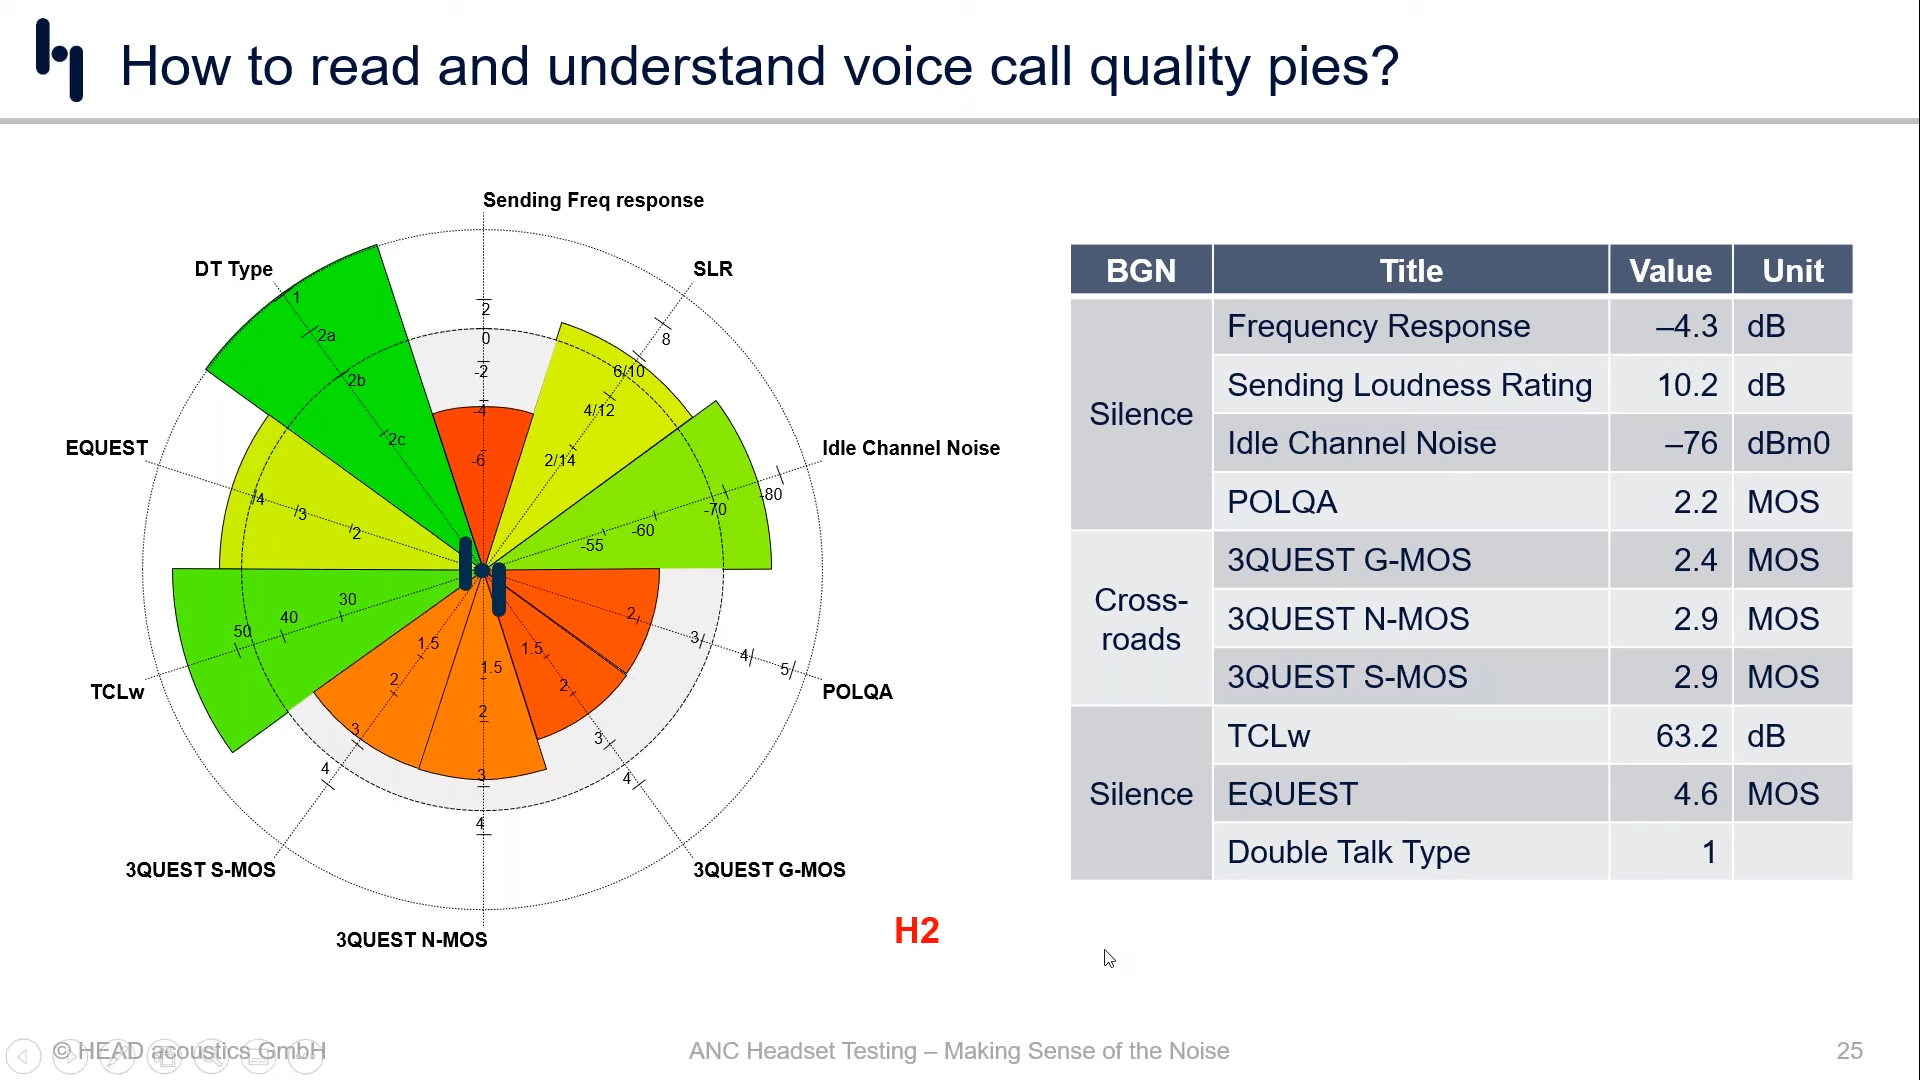 How to read and understand voice call quality pies?
Sending Freq response
DT Type
SLR
1
2
2a
0
8
-2
6/10
2b
-4
4/12
EQUEST
2c
Idle Channel Noise
-6
2/14
4
-80
3
-70
2
-60
-55
30
40
2
50
1.5
3
1.5
4
1.5
5
TCLw
2
2
POLQA
2
3
3
4
3
4
4
3QUEST S-MOS
3QUEST G-MOS
3QUEST N-MOS
H2
BGN Title Value Unit
Silence
Frequency Response –4.3 dB
Sending Loudness Rating 10.2 dB
Idle Channel Noise –76 dBm0
POLQA 2.2 MOS
Cross-
roads
3QUEST G-MOS 2.4 MOS
3QUEST N-MOS 2.9 MOS
3QUEST S-MOS 2.9 MOS
Silence
TCLw 63.2 dB
EQUEST 4.6 MOS
Double Talk Type 1
© HEAD acoustics GmbH
ANC Headset Testing – Making Sense of the Noise
25